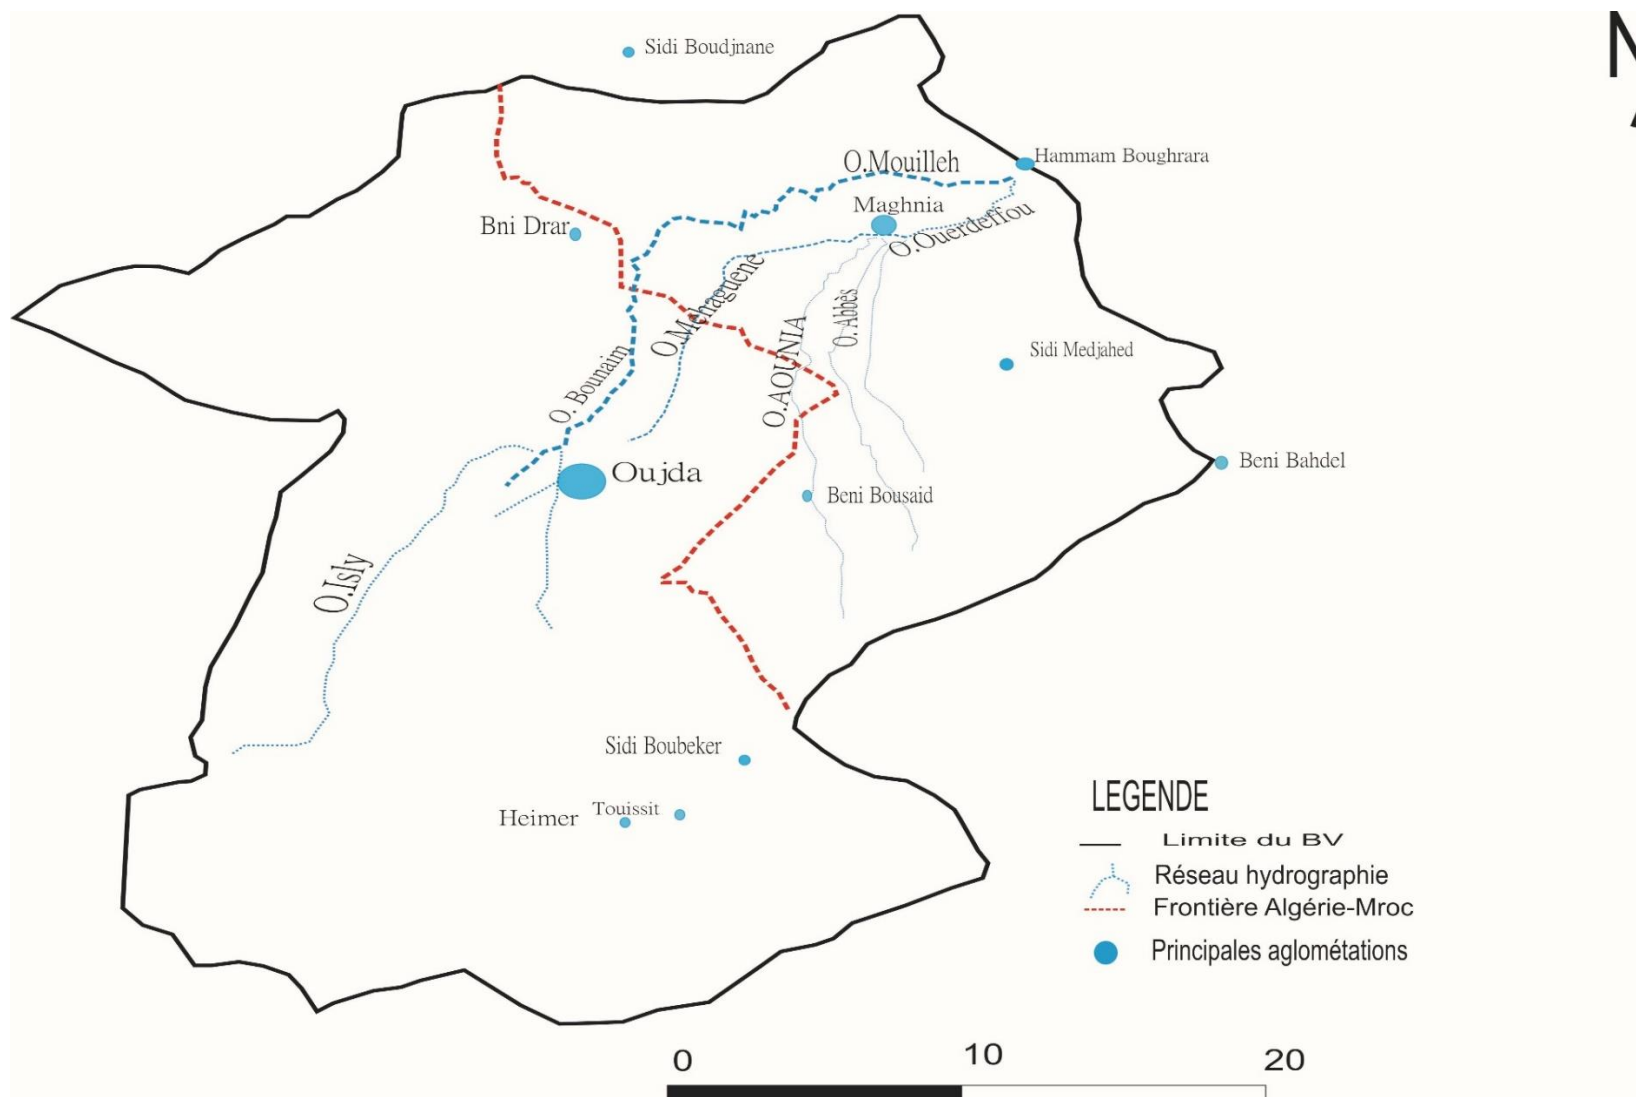 N
Sidi Boudjnane
O.Mouilleh
Hammam Boughrara
Maghnia
Bni Drar
O.Ouerdeffou
O.Mehaguene
O.Abbès
O.AOUNIA
O. Bounaim
Sidi Medjahed
Oujda
Beni Bahdel
Beni Bousaid
O.Isly
Sidi Boubeker
Heimer
Touissit
LEGENDE
Limite du BV
Réseau hydrographie
Frontière Algérie-Mroc
Principales aglométations
0 10 20